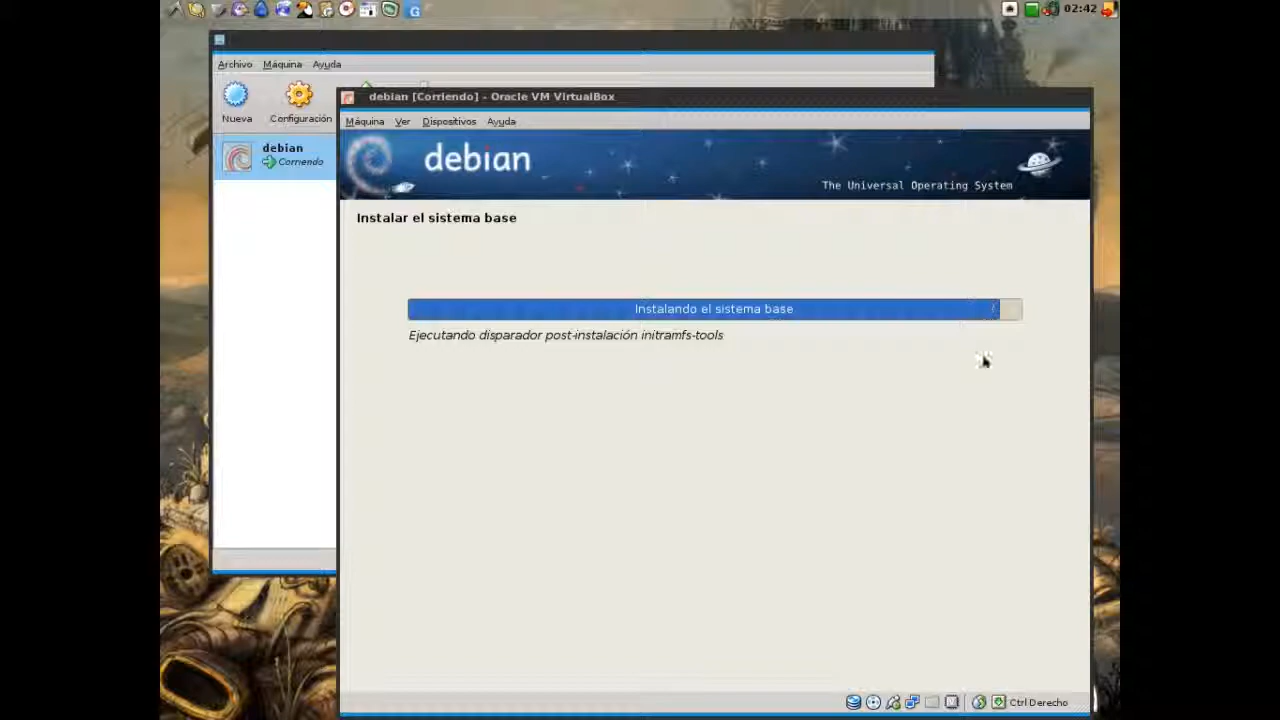 02:42
Archivo Máquina Ayuda
Nueva Configuración
debian
Corriendo
debian [Corriendo] - Oracle VM VirtualBox
Máquina Ver Dispositivos Ayuda
debian
The Universal Operating System
Instalar el sistema base
Instalando el sistema base
Ejecutando disparador post-instalación initramfs-tools
Ctrl Derecho